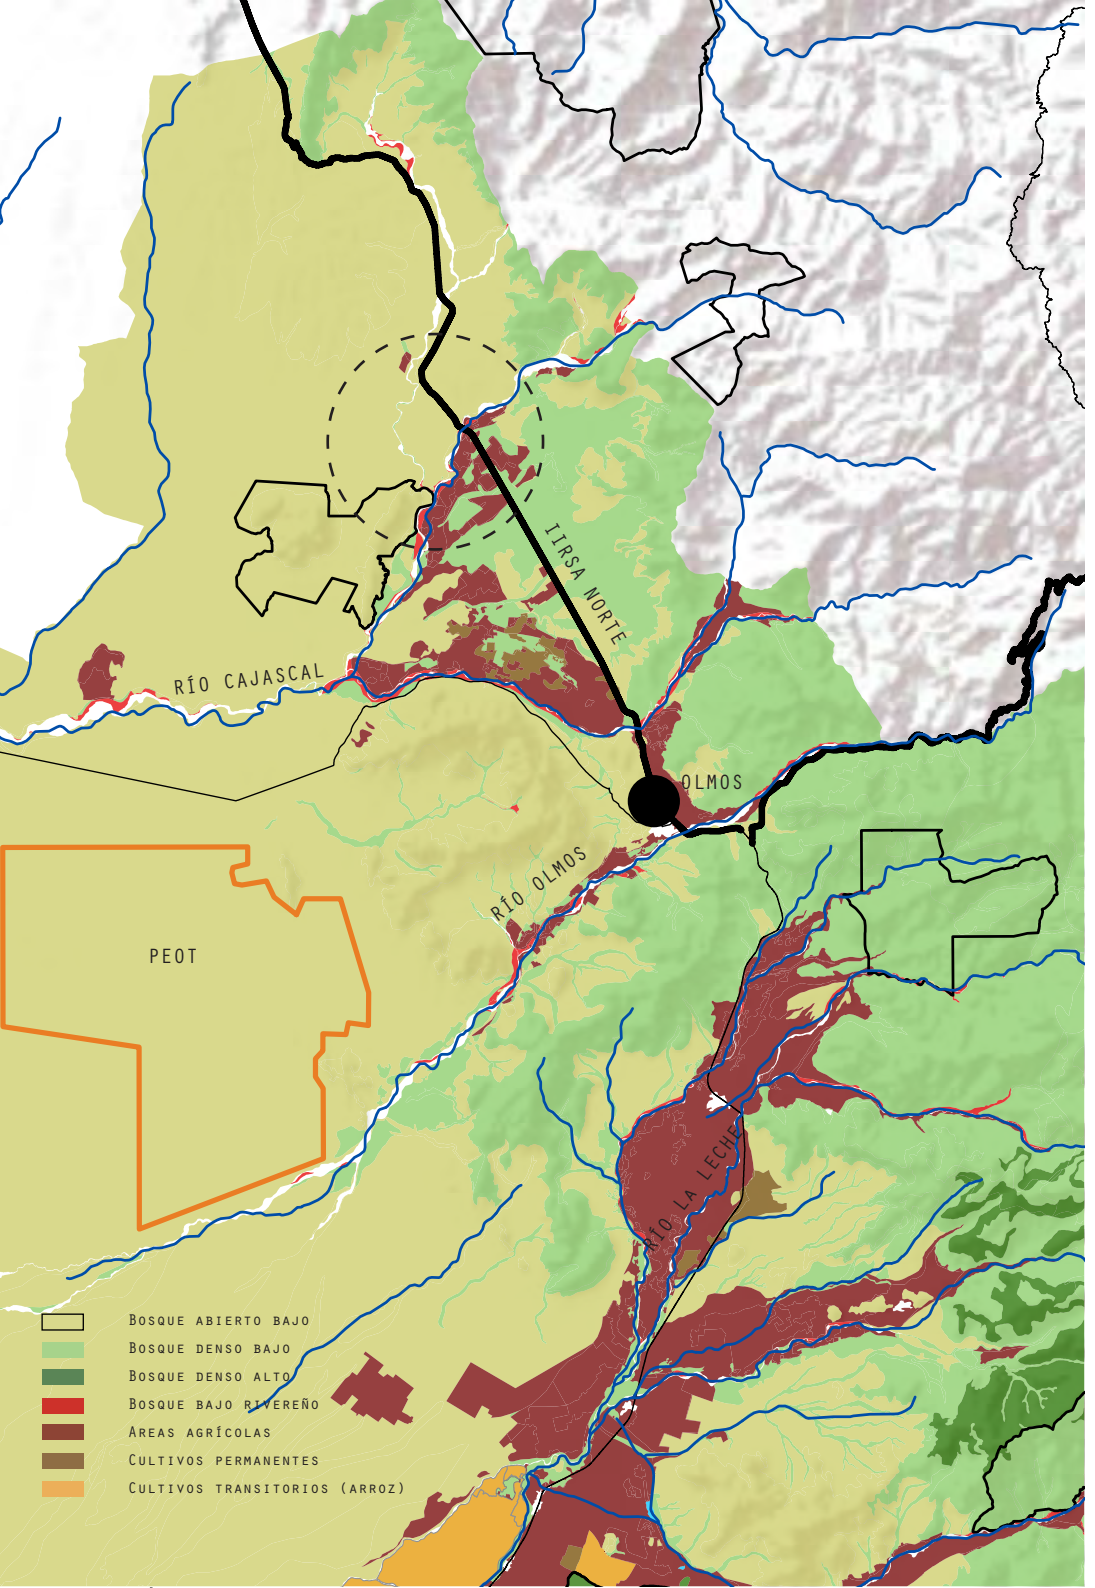 IIRSA NORTE
RÍO CAJASCAL
OLMOS
RÍO OLMOS
PEOT
RÍO LA LECHE
BOSQUE ABIERTO BAJO
BOSQUE DENSO BAJO
BOSQUE DENSO ALTO
BOSQUE BAJO RIVEREÑO
AREAS AGRÍCOLAS
CULTIVOS PERMANENTES
CULTIVOS TRANSITORIOS (ARROZ)